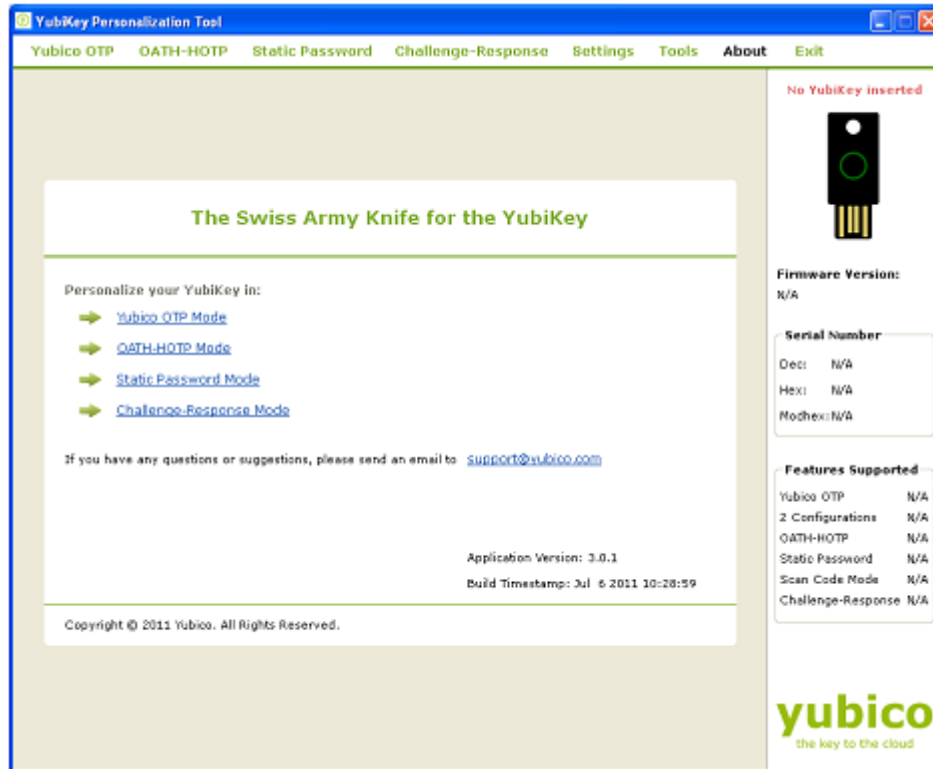 YubiKey Personalization Tool
Yubico OTP OATH-HOTP Static Password Challenge-Response Settings Tools About Exit
No YubiKey inserted
The Swiss Army Knife for the YubiKey
Personalize your YubiKey in:
Yubico OTP Mode
OATH-HOTP Mode
Static Password Mode
Challenge-Response Mode
If you have any questions or suggestions, please send an email to support@yubico.com
Application Version: 3.0.1
Build Timestamp: Jul 6 2011 10:28:59
Copyright © 2011 Yubico. All Rights Reserved.
Firmware Version:
N/A
Serial Number
Dec: N/A
Hex: N/A
Modhex: N/A
Features Supported
Yubico OTP N/A
2 Configurations N/A
OATH-HOTP N/A
Static Password N/A
Scan Code Mode N/A
Challenge-Response N/A
yubico
the key to the cloud